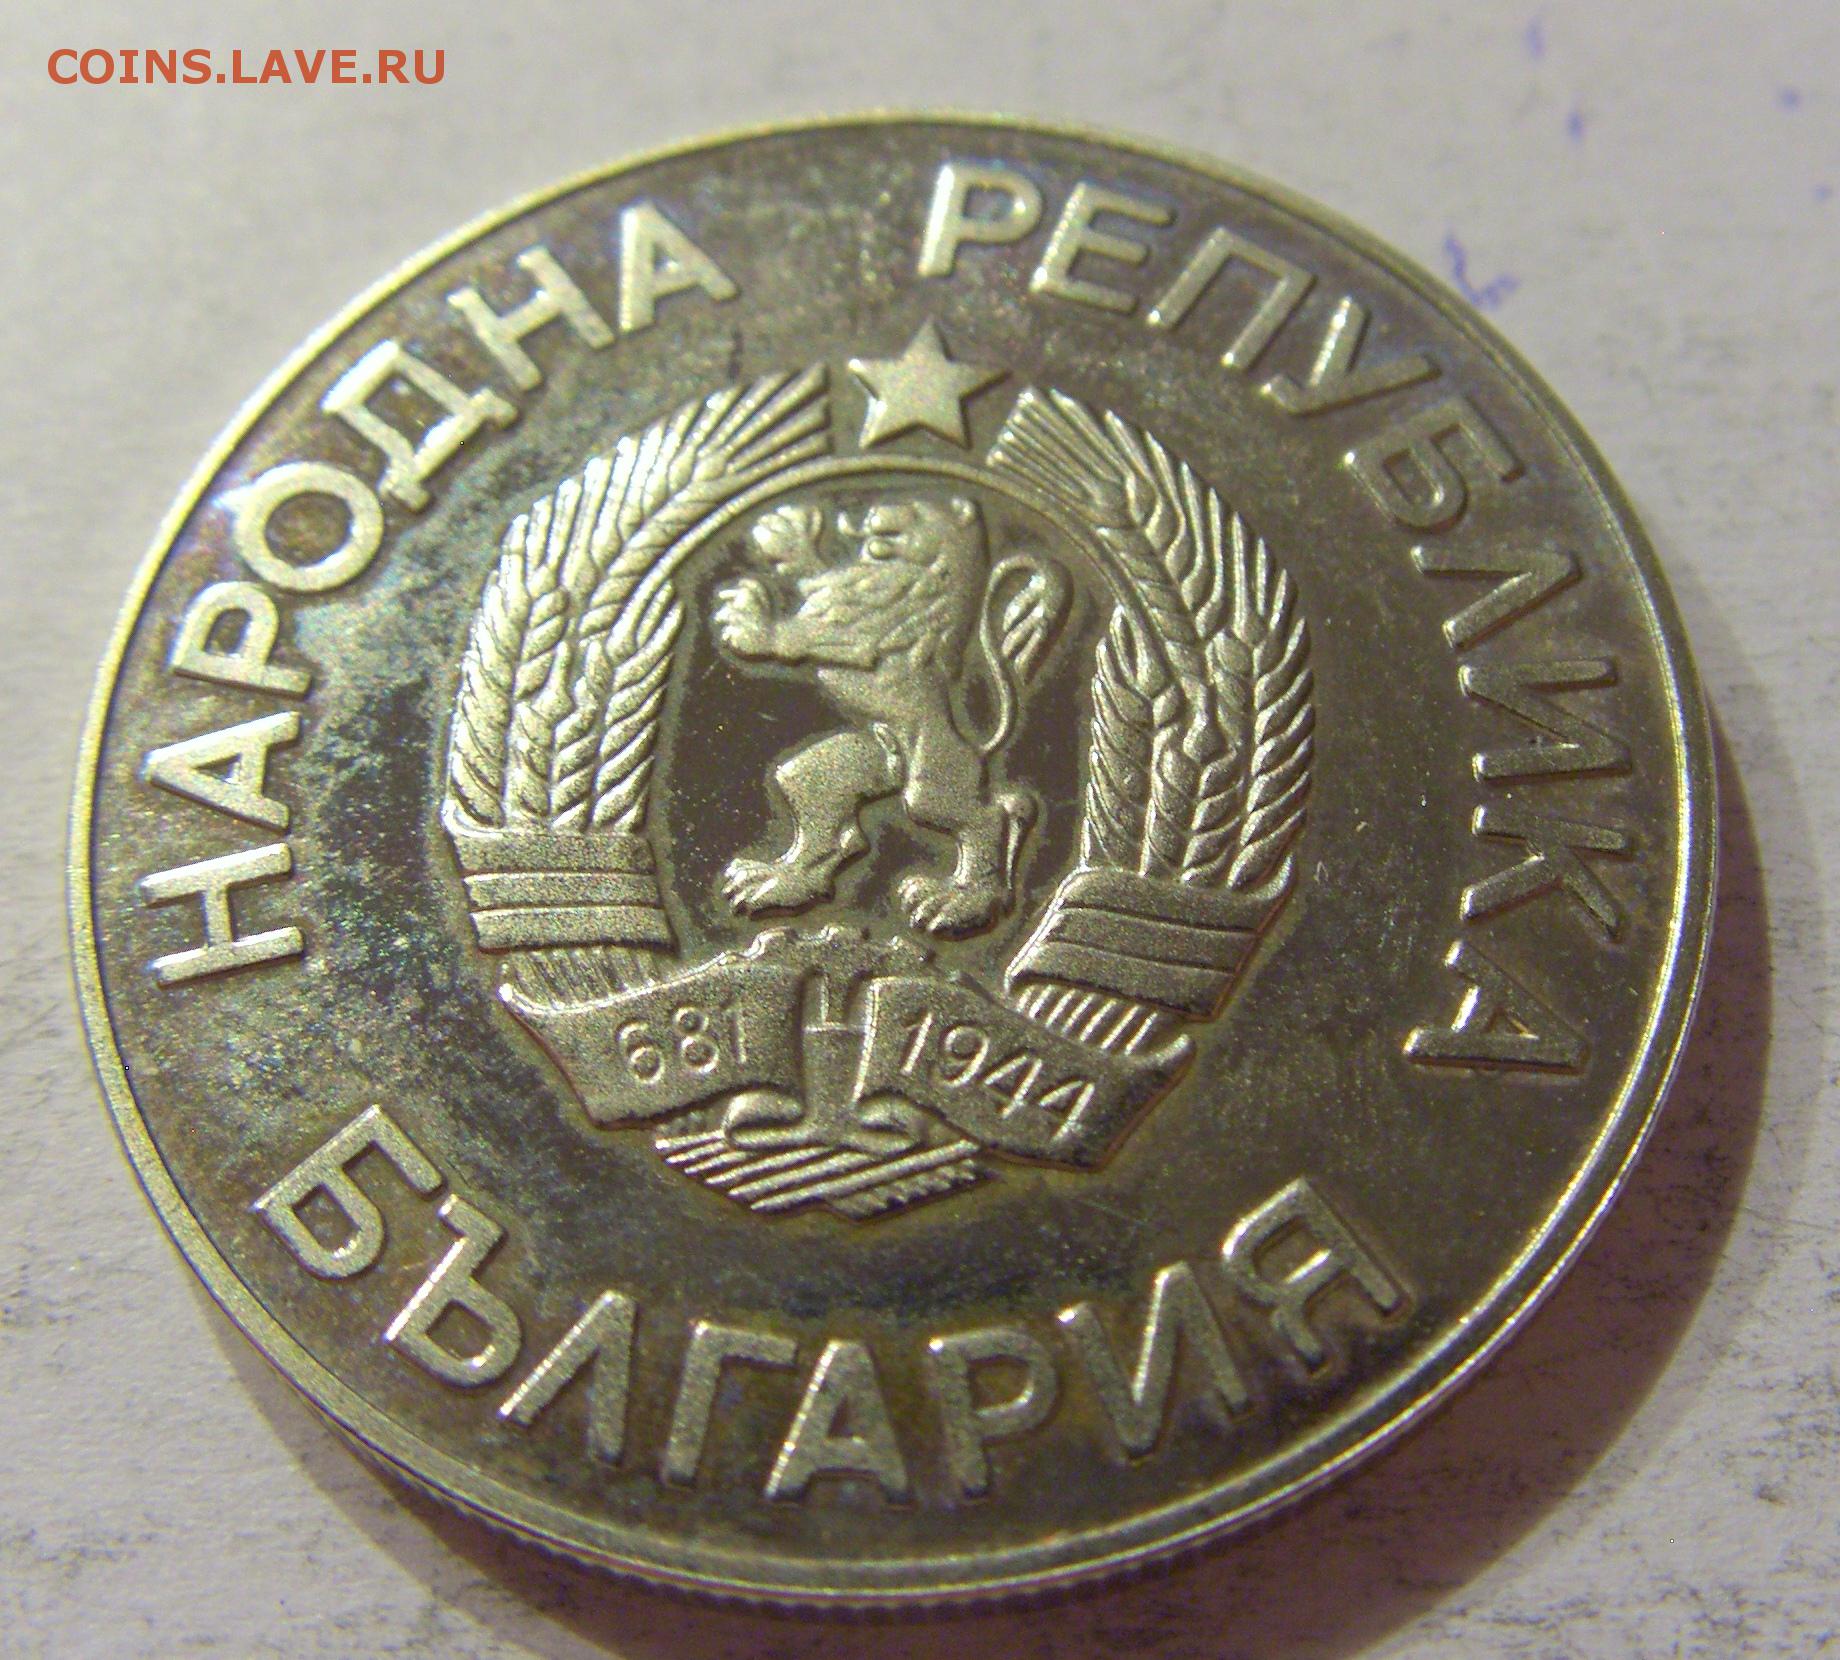 COINS.LAVE.RU
НАРОДНА РЕПУБЛИКА
681 1944
БЪЛГАРИЯ